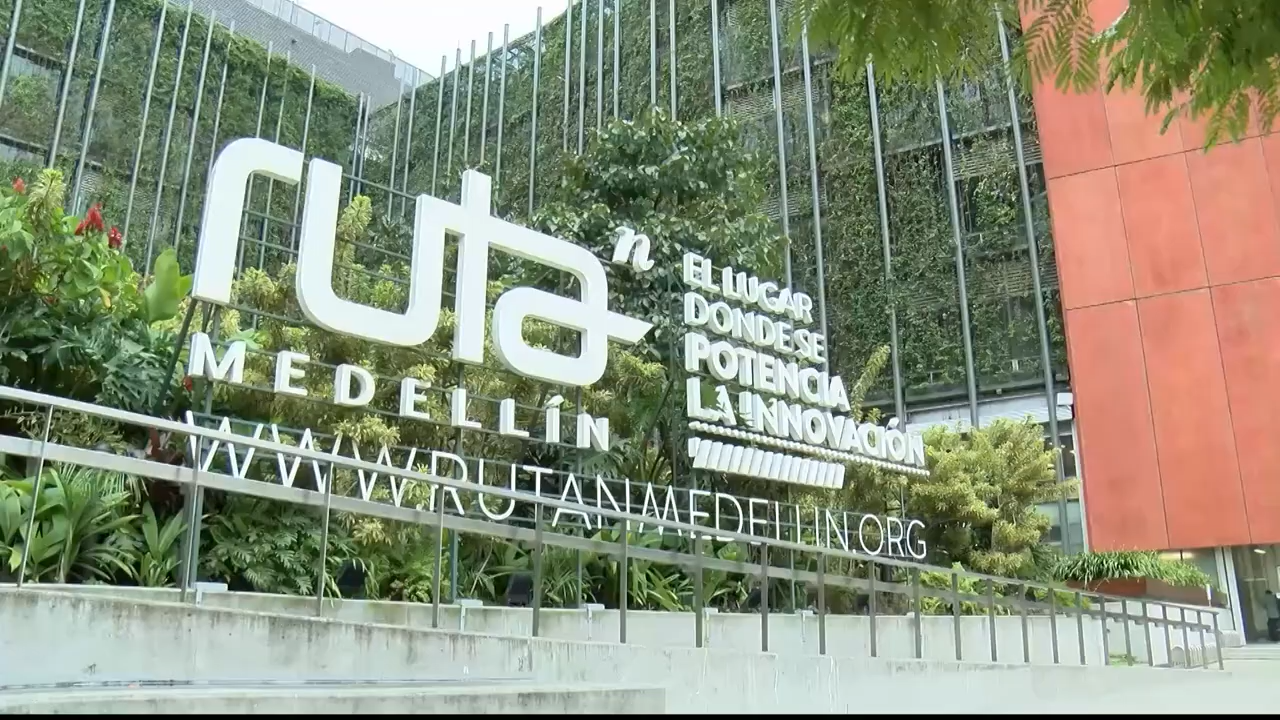 ruta n
MEDELLÍN
EL LUGAR
DONDE SE
POTENCIA
LA INNOVACIÓN
WWW.RUTANMEDELLIN.ORG